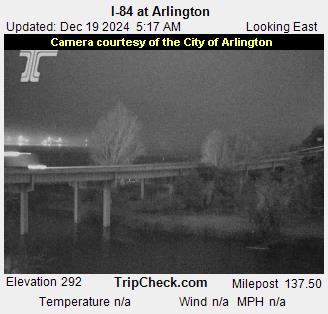 I-84 at Arlington
Updated: Dec 19 2024 5:17 AM Looking East
Camera courtesy of the City of Arlington
Elevation 292 TripCheck.com Milepost 137.50
Temperature n/a Wind n/a MPH n/a